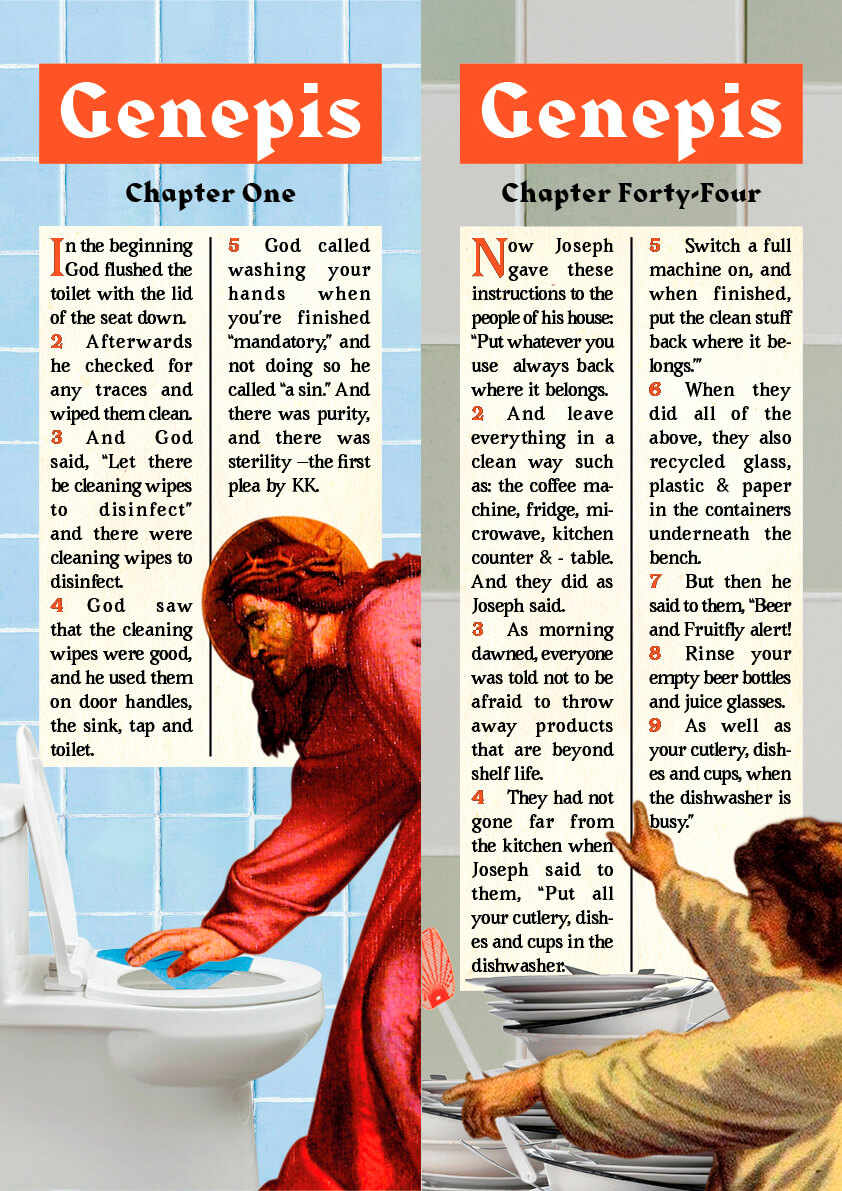 Genepis
Chapter One
In the beginning
God flushed the
toilet with the lid
of the seat down.
2 Afterwards
he checked for
any traces and
wiped them clean.
3 And God
said, “Let there
be cleaning wipes
to disinfect”
and there were
cleaning wipes to
disinfect.
4 God saw
that the cleaning
wipes were good,
and he used them
on door handles,
the sink, tap and
toilet.
5 God called
washing your
hands when
you're finished
“mandatory,” and
not doing so he
called “a sin.” And
there was purity,
and there was
sterility –the first
plea by KK.
Genepis
Chapter Forty-Four
Now Joseph
gave these
instructions to the
people of his house:
“Put whatever you
use always back
where it belongs.
2 And leave
everything in a
clean way such
as: the coffee ma-
chine, fridge, mi-
crowave, kitchen
counter & - table.
And they did as
Joseph said.
3 As morning
dawned, everyone
was told not to be
afraid to throw
away products
that are beyond
shelf life.
4 They had not
gone far from
the kitchen when
Joseph said to
them, “Put all
your cutlery, dish-
es and cups in the
dishwasher.
5 Switch a full
machine on, and
when finished,
put the clean stuff
back where it be-
longs.’”
6 When they
did all of the
above, they also
recycled glass,
plastic & paper
in the containers
underneath the
bench.
7 But then he
said to them, “Beer
and Fruitfly alert!
8 Rinse your
empty beer bottles
and juice glasses.
9 As well as
your cutlery, dish-
es and cups, when
the dishwasher is
busy.”